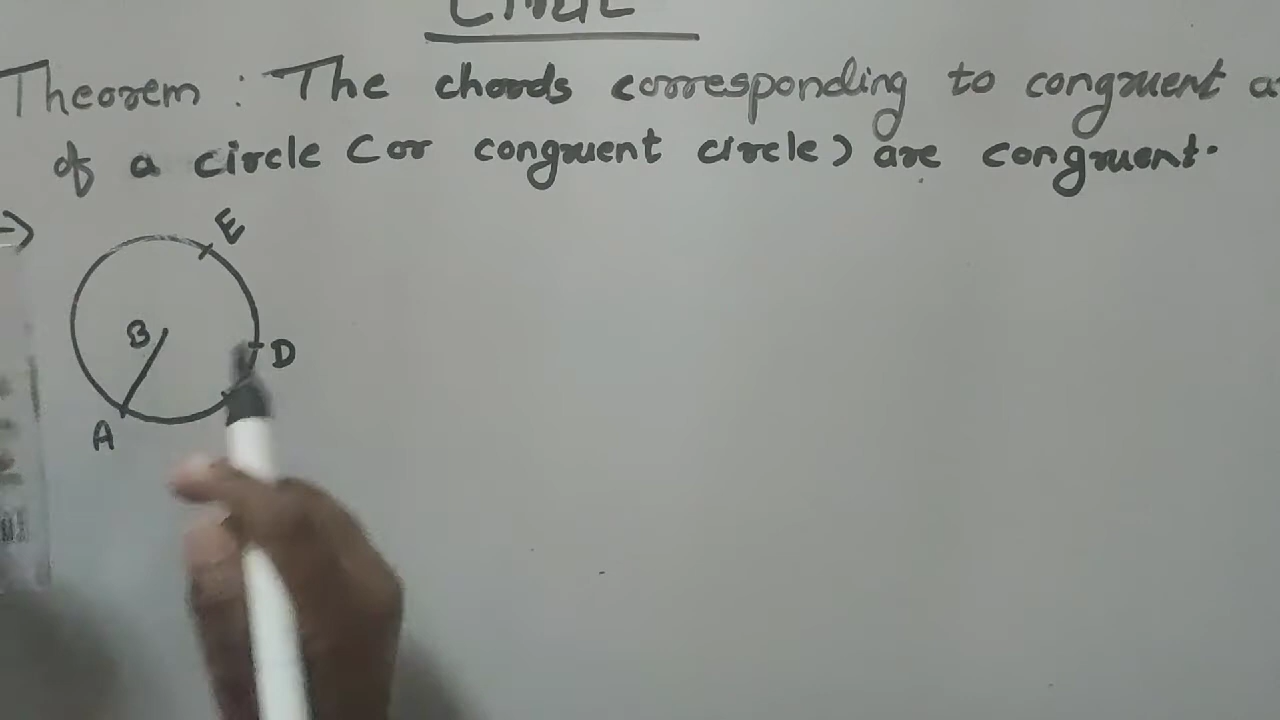 Theorem : The chords corresponding to congruent
of a circle (or congruent circle) are congruent.
E
B
D
A